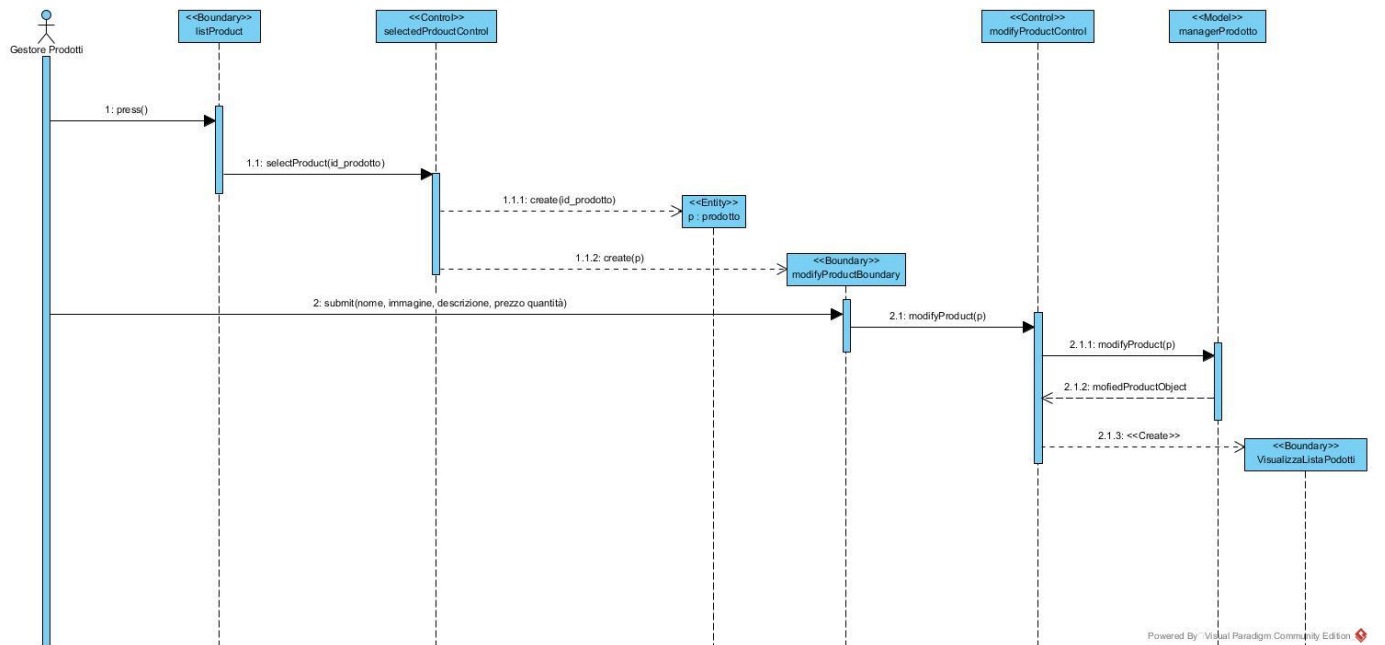 <<Boundary>>
listProduct
<<Control>>
selectedPrdouctControl
<<Control>>
modifyProductControl
<<Model>>
managerProdotto
Gestore Prodotti
1: press()
1.1: selectProduct(id_prodotto)
1.1.1: create(id_prodotto)
<<Entity>>
p : prodotto
1.1.2: create(p)
<<Boundary>>
modifyProductBoundary
2: submit(nome, immagine, descrizione, prezzo quantità)
2.1: modifyProduct(p)
2.1.1: modifyProduct(p)
2.1.2: mofiedProductObject
2.1.3: <<Create>>
<<Boundary>>
VisualizzaListaPodotti
Powered By Visual Paradigm Community Edition